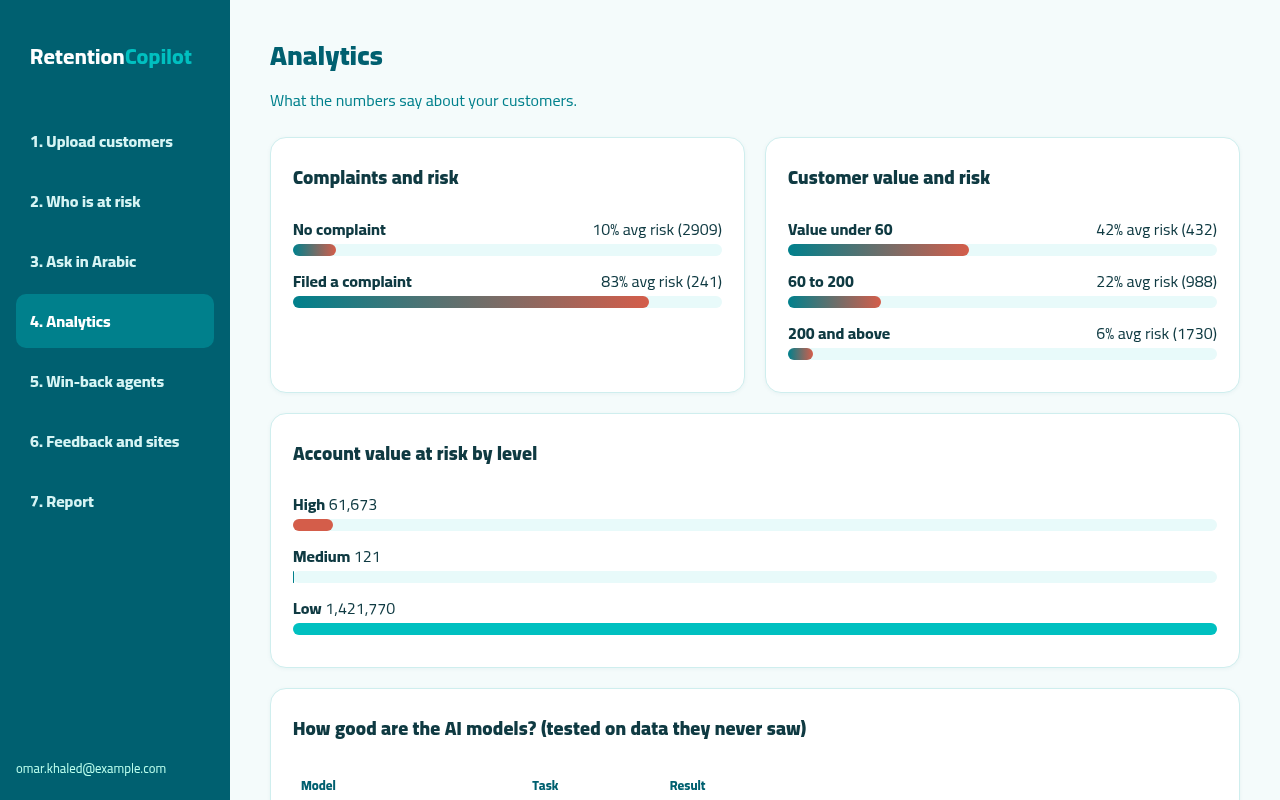 RetentionCopilot
1. Upload customers
2. Who is at risk
3. Ask in Arabic
4. Analytics
5. Win-back agents
6. Feedback and sites
7. Report
omar.khaled@example.com
Analytics
What the numbers say about your customers.
Complaints and risk
No complaint 10% avg risk (2909)
Filed a complaint 83% avg risk (241)
Customer value and risk
Value under 60 42% avg risk (432)
60 to 200 22% avg risk (988)
200 and above 6% avg risk (1730)
Account value at risk by level
High 61,673
Medium 121
Low 1,421,770
How good are the AI models? (tested on data they never saw)
Model Task Result